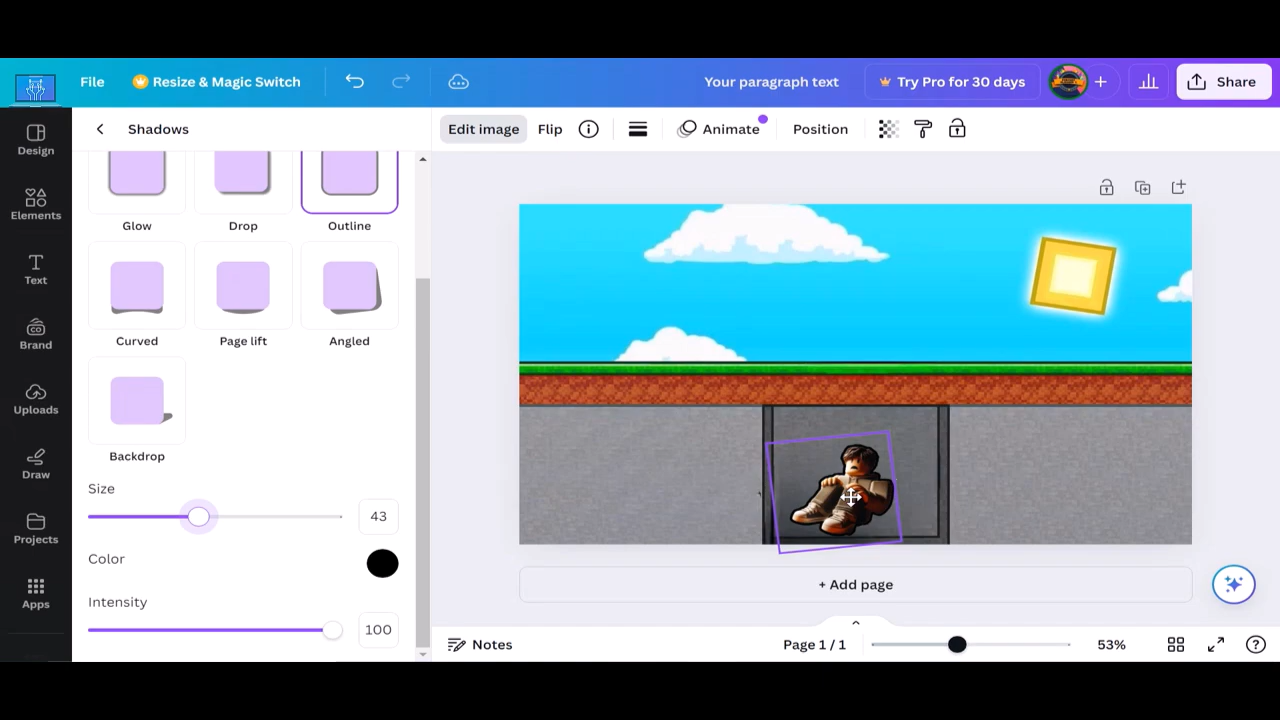 File
Resize & Magic Switch
Your paragraph text
Try Pro for 30 days
Share
Design
Elements
Text
Brand
Uploads
Draw
Projects
Apps
Shadows
Glow
Drop
Outline
Curved
Page lift
Angled
Backdrop
Size
43
Color
Intensity
100
Edit image
Flip
Animate
Position
+ Add page
Notes
Page 1 / 1
53%